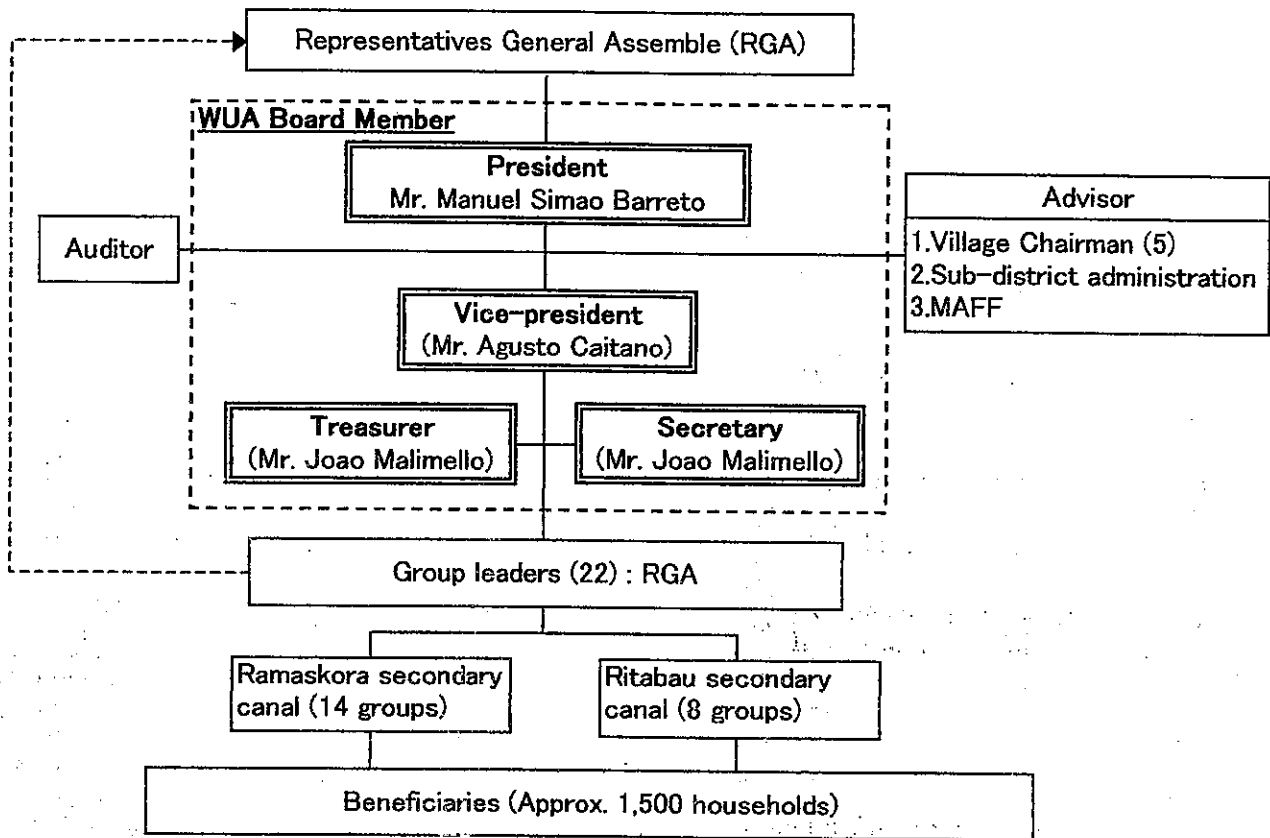 Representatives General Assemble (RGA)
WUA Board Member
President
Mr. Manuel Simao Barreto
Auditor
Advisor
1.Village Chairman (5)
2.Sub-district administration
3.MAFF
Vice-president
(Mr. Agusto Caitano)
Treasurer
(Mr. Joao Malimello)
Secretary
(Mr. Joao Malimello)
Group leaders (22) : RGA
Ramaskora secondary
canal (14 groups)
Ritabau secondary
canal (8 groups)
Beneficiaries (Approx. 1,500 households)